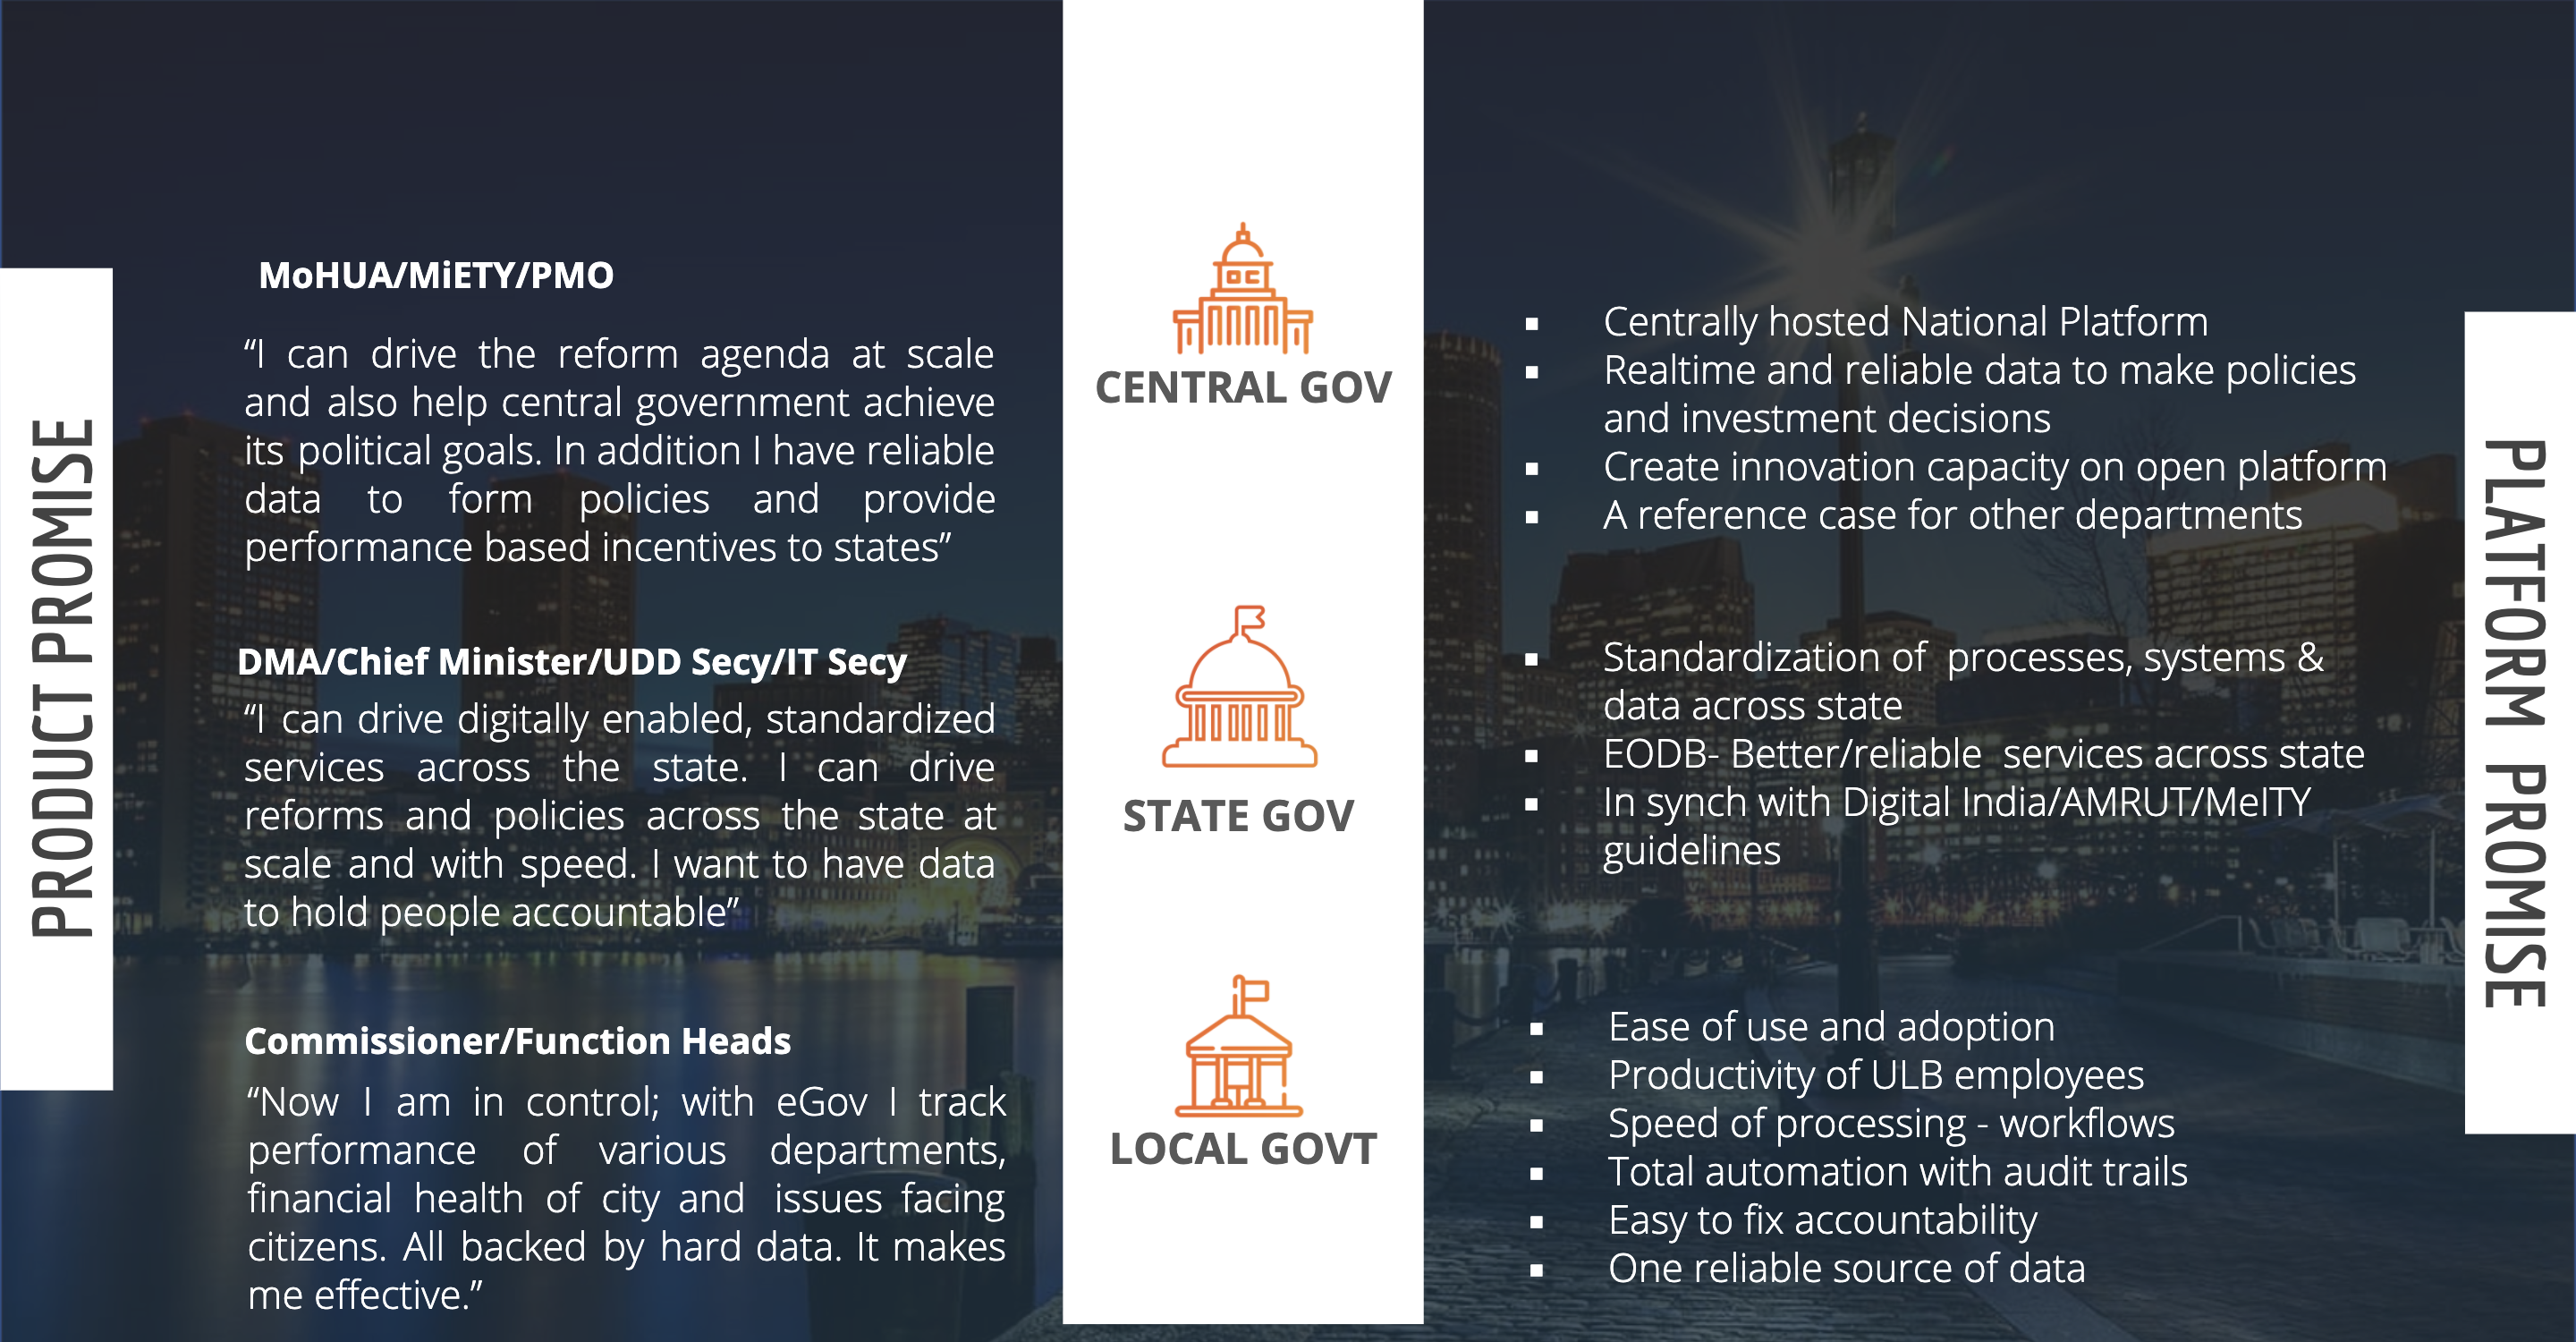 PRODUCT PROMISE
MoHUA/MiETY/PMO
“I can drive the reform agenda at scale
and also help central government achieve
its political goals. In addition I have reliable
data to form policies and provide
performance based incentives to states”
DMA/Chief Minister/UDD Secy/IT Secy
“I can drive digitally enabled, standardized
services across the state. I can drive
reforms and policies across the state at
scale and with speed. I want to have data
to hold people accountable”
Commissioner/Function Heads
“Now I am in control; with eGov I track
performance of various departments,
financial health of city and issues facing
citizens. All backed by hard data. It makes
me effective.”
CENTRAL GOV
STATE GOV
LOCAL GOVT
▪ Centrally hosted National Platform
▪ Realtime and reliable data to make policies
and investment decisions
▪ Create innovation capacity on open platform
▪ A reference case for other departments
▪ Standardization of processes, systems &
data across state
▪ EODB- Better/reliable services across state
▪ In synch with Digital India/AMRUT/MeITY
guidelines
▪ Ease of use and adoption
▪ Productivity of ULB employees
▪ Speed of processing - workflows
▪ Total automation with audit trails
▪ Easy to fix accountability
▪ One reliable source of data
PLATFORM PROMISE